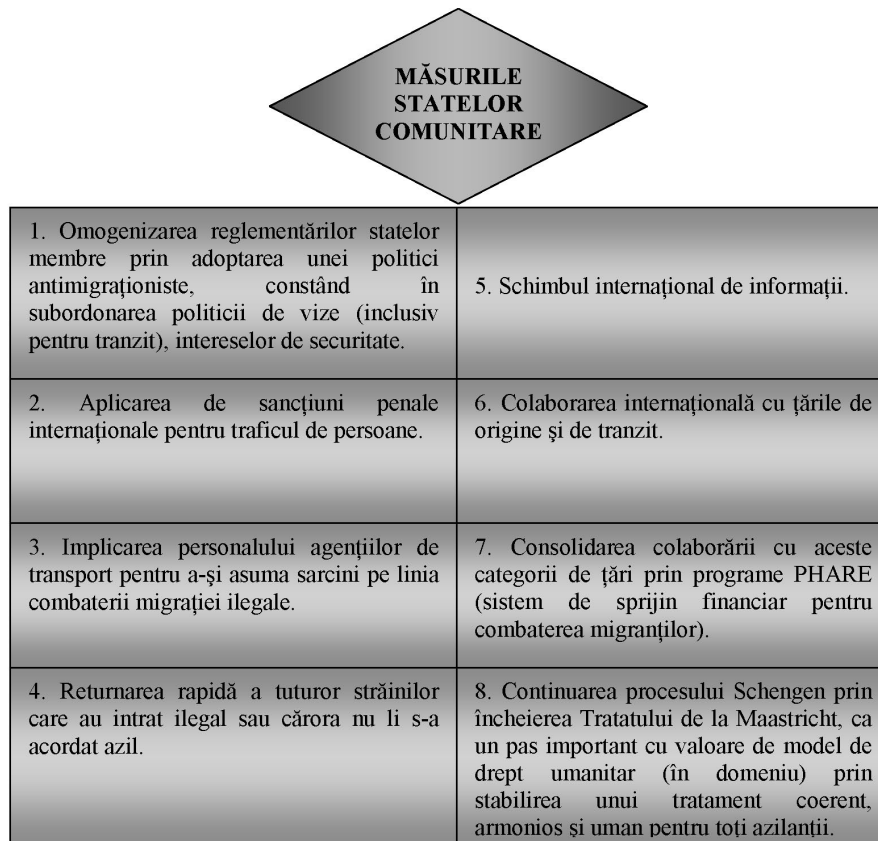 MĂSURILE
STATELOR
COMUNITARE
1. Omogenizarea reglementărilor statelor
membre prin adoptarea unei politici
antimigraţioniste, constând în
subordonarea politicii de vize (inclusiv
pentru tranzit), intereselor de securitate.
5. Schimbul internaţional de informaţii.
2. Aplicarea de sancţiuni penale
internaţionale pentru traficul de persoane.
6. Colaborarea internaţională cu ţările de
origine şi de tranzit.
3. Implicarea personalului agenţiilor de
transport pentru a-şi asuma sarcini pe linia
combaterii migraţiei ilegale.
7. Consolidarea colaborării cu aceste
categorii de ţări prin programe PHARE
(sistem de sprijin financiar pentru
combaterea migranţilor).
4. Returnarea rapidă a tuturor străinilor
care au intrat ilegal sau cărora nu li s-a
acordat azil.
8. Continuarea procesului Schengen prin
încheierea Tratatului de la Maastricht, ca
un pas important cu valoare de model de
drept umanitar (în domeniu) prin
stabilirea unui tratament coerent,
armonios şi uman pentru toţi azilanţii.